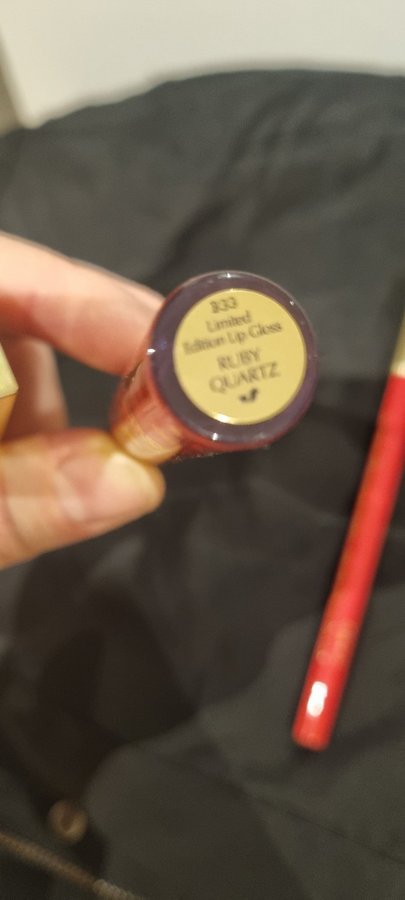 333
Limited
Edition Lip Gloss
RUBY
QUARTZ